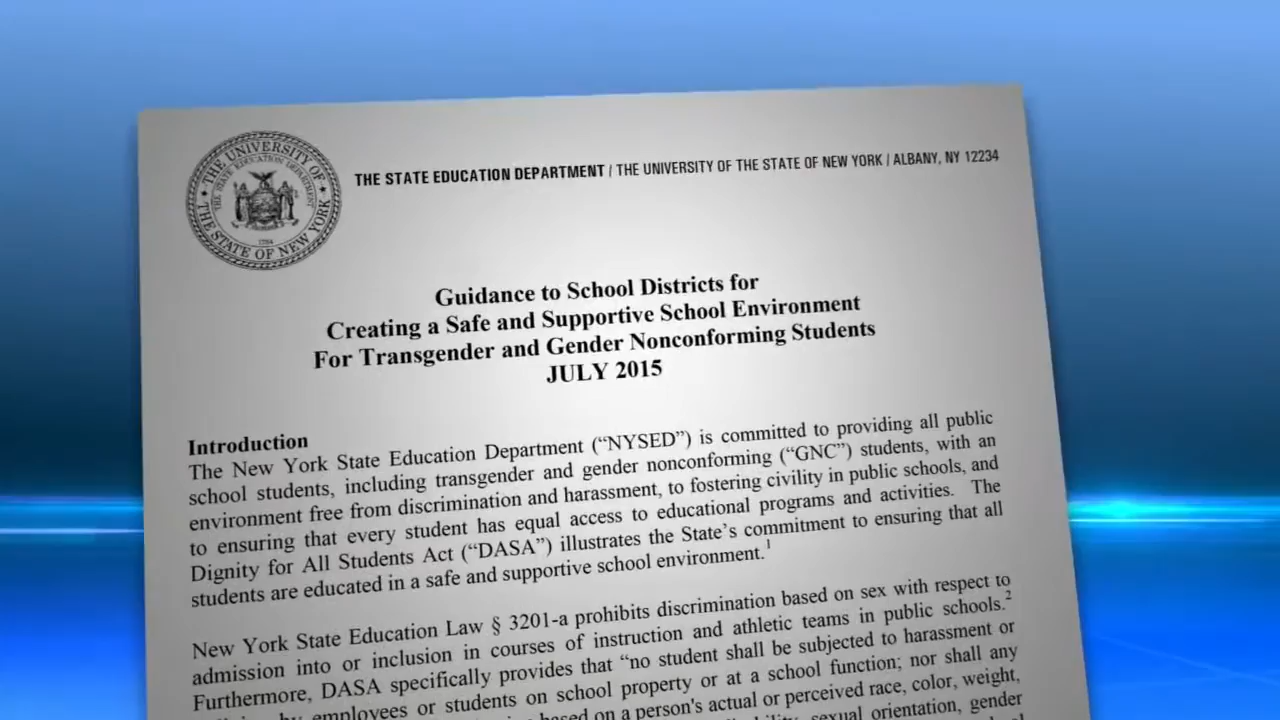 THE UNIVERSITY OF
THE STATE OF NEW YORK
THE STATE EDUCATION DEPARTMENT
1784
THE STATE EDUCATION DEPARTMENT / THE UNIVERSITY OF THE STATE OF NEW YORK / ALBANY, NY 12234
Guidance to School Districts for
Creating a Safe and Supportive School Environment
For Transgender and Gender Nonconforming Students
JULY 2015
Introduction
The New York State Education Department (“NYSED”) is committed to providing all public
school students, including transgender and gender nonconforming (“GNC”) students, with an
environment free from discrimination and harassment, to fostering civility in public schools, and
to ensuring that every student has equal access to educational programs and activities. The
Dignity for All Students Act (“DASA”) illustrates the State’s commitment to ensuring that all
students are educated in a safe and supportive school environment.1
New York State Education Law § 3201-a prohibits discrimination based on sex with respect to
admission into or inclusion in courses of instruction and athletic teams in public schools.2
Furthermore, DASA specifically provides that “no student shall be subjected to harassment or
by employees or students on school property or at a school function; nor shall any
based on a person's actual or perceived race, color, weight,
sexual orientation, gender